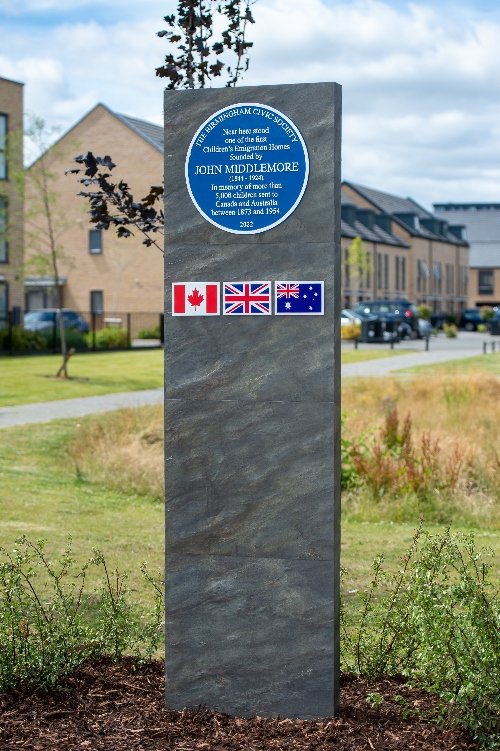 THE BIRMINGHAM CIVIC SOCIETY
Near here stood
one of the first
Children's Emigration Homes
founded by
JOHN MIDDLEMORE
(1844 - 1924)
In memory of more than
5,000 children sent to
Canada and Australia
between 1873 and 1954.
2022